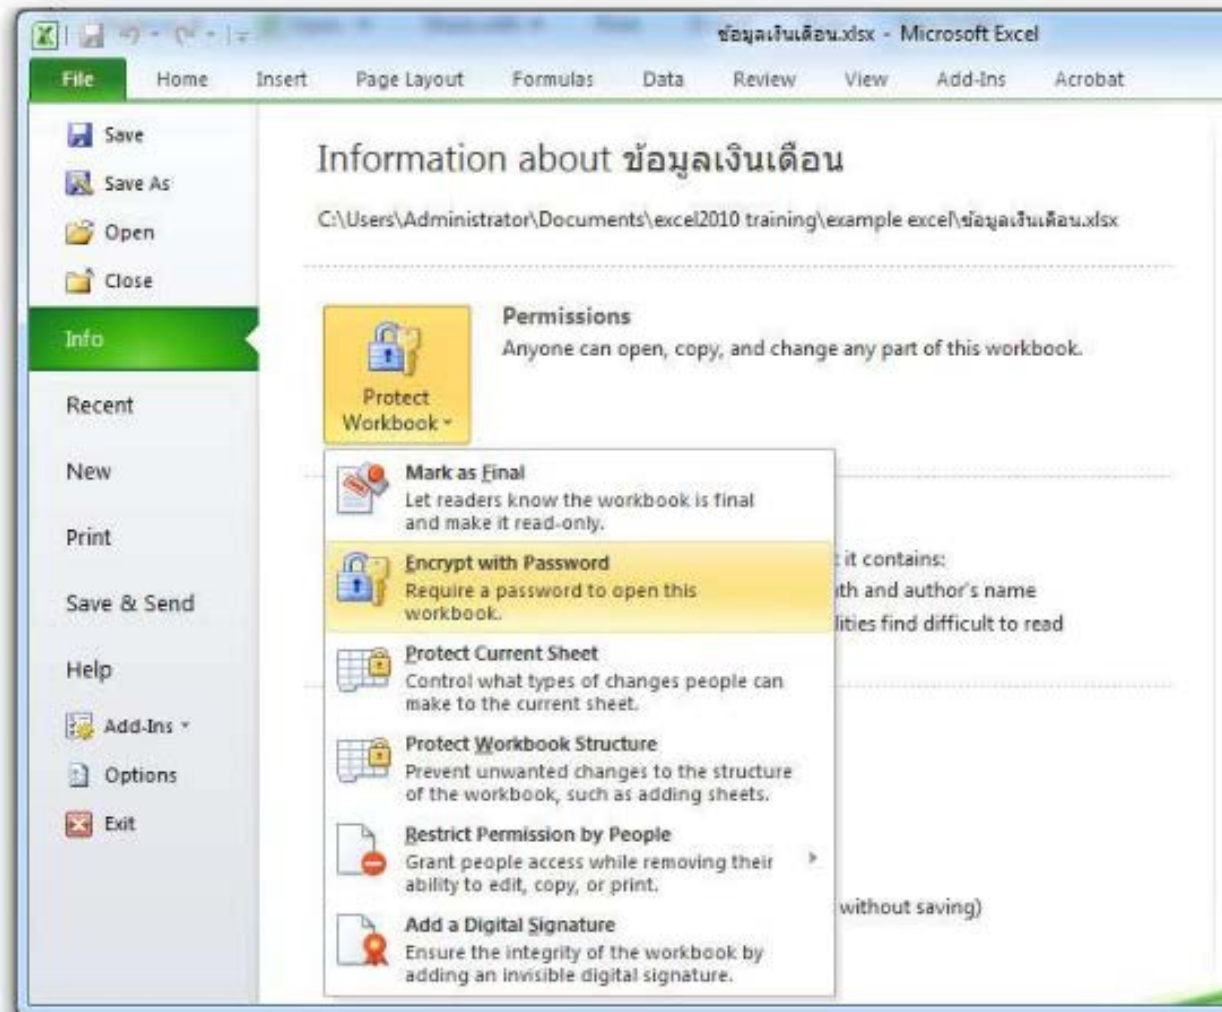 ข้อมูลเงินเดือน.xlsx - Microsoft Excel
File Home Insert Page Layout Formulas Data Review View Add-Ins Acrobat
Save
Save As
Open
Close
Info
Recent
New
Print
Save & Send
Help
Add-Ins
Options
Exit
Information about ข้อมูลเงินเดือน
C:\Users\Administrator\Documents\excel2010 training\example excel\ข้อมูลเงินเดือน.xlsx
Protect
Workbook
Permissions
Anyone can open, copy, and change any part of this workbook.
Mark as Final
Let readers know the workbook is final
and make it read-only.
Encrypt with Password
Require a password to open this
workbook.
Protect Current Sheet
Control what types of changes people can
make to the current sheet.
Protect Workbook Structure
Prevent unwanted changes to the structure
of the workbook, such as adding sheets.
Restrict Permission by People
Grant people access while removing their
ability to edit, copy, or print.
Add a Digital Signature
Ensure the integrity of the workbook by
adding an invisible digital signature.
it contains:
and author's name
find difficult to read
without saving)